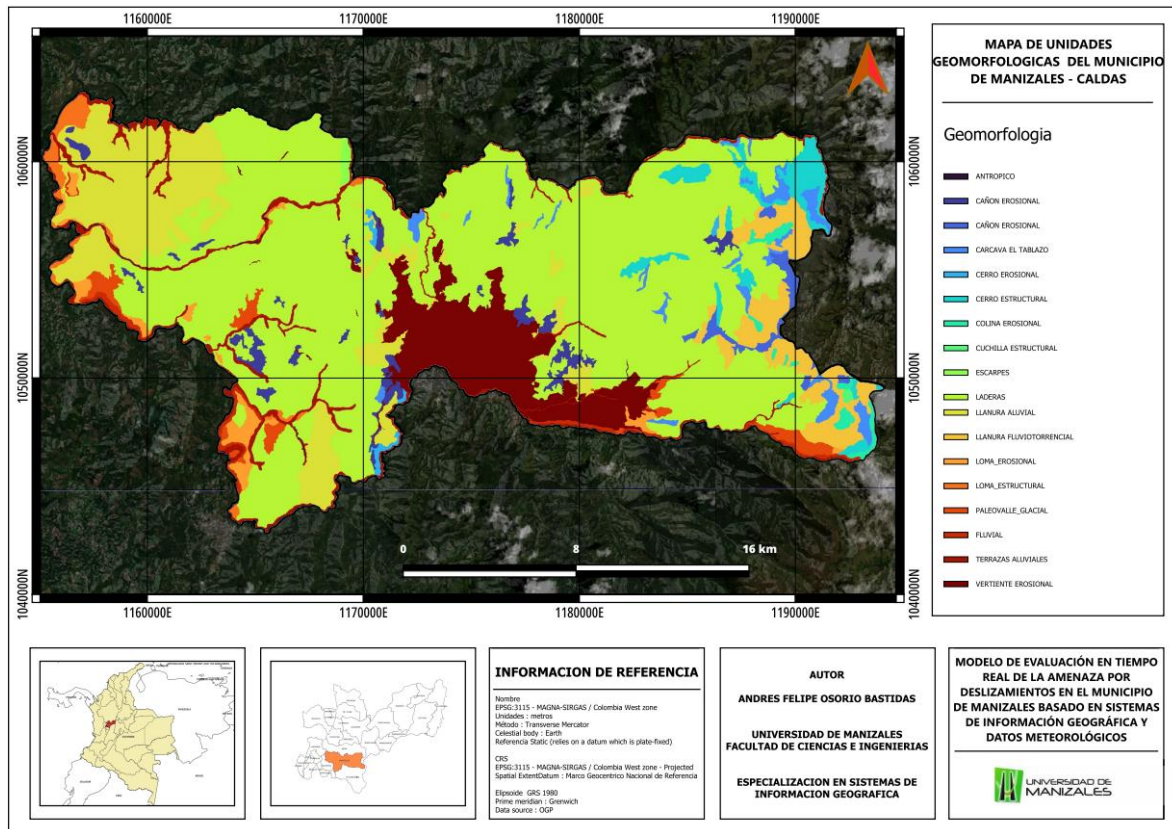 1160000E
1170000E
1180000E
1190000E
1060000N
1050000N
1040000N
1060000N
1050000N
1040000N
0
8
16 km
1160000E
1170000E
1180000E
1190000E
MAPA DE UNIDADES
GEOMORFOLOGICAS DEL MUNICIPIO
DE MANIZALES - CALDAS
Geomorfologia
ANTROPICO
CAÑON EROSIONAL
CAÑON EROSIONAL
CARCAVA EL TABLAZO
CERRO EROSIONAL
CERRO ESTRUCTURAL
COLINA EROSIONAL
CUCHILLA ESTRUCTURAL
ESCARPES
LADERAS
LLANURA ALUVIAL
LLANURA FLUVIOTORRENCIAL
LOMA_EROSIONAL
LOMA_ESTRUCTURAL
PALEOVALLE_GLACIAL
FLUVIAL
TERRAZAS ALUVIALES
VERTIENTE EROSIONAL
INFORMACION DE REFERENCIA
Nombre
EPSG:3115 - MAGNA-SIRGAS / Colombia West zone
Unidades : metros
Método : Transverse Mercator
Celestial body : Earth
Referencia Static (relies on a datum which is plate-fixed)
CRS
EPSG:3115 - MAGNA-SIRGAS / Colombia West zone - Projected
Spatial ExtentDatum : Marco Geocentrico Nacional de Referencia
Elipsoide GRS 1980
Prime meridian : Grenwich
Data source : OGP
AUTOR
ANDRES FELIPE OSORIO BASTIDAS
UNIVERSIDAD DE MANIZALES
FACULTAD DE CIENCIAS E INGENIERIAS
ESPECIALIZACION EN SISTEMAS DE
INFORMACION GEOGRAFICA
MODELO DE EVALUACIÓN EN TIEMPO
REAL DE LA AMENAZA POR
DESLIZAMIENTOS EN EL MUNICIPIO
DE MANIZALES BASADO EN SISTEMAS
DE INFORMACIÓN GEOGRÁFICA Y
DATOS METEOROLÓGICOS
UNIVERSIDAD DE
MANIZALES